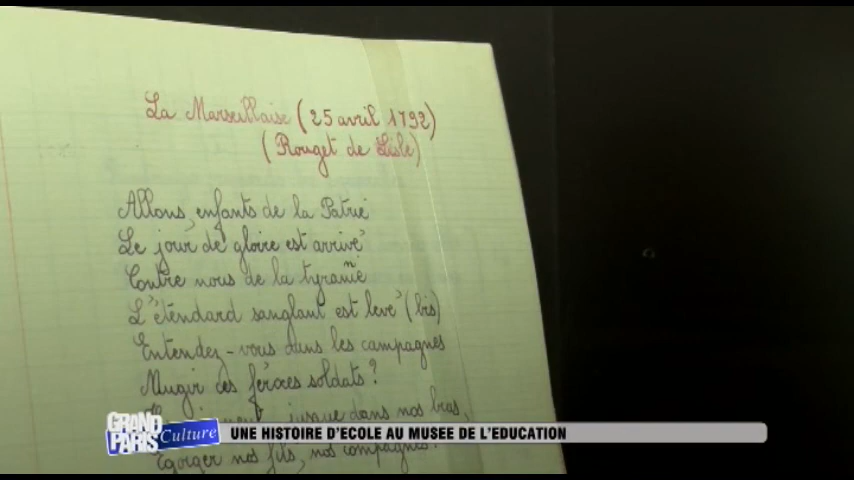 La Marseillaise (25 avril 1792)
(Rouget de Lisle)
Allons, enfants de la Patrie
Le jour de gloire est arrivé
Contre nous de la tyrannie
L'étendard sanglant est levé (bis)
Entendez-vous dans les campagnes
Mugir ces féroces soldats?
jusque dans nos bras,
Egorger nos fils, nos compagnes!
GRAND PARIS Culture
UNE HISTOIRE D'ECOLE AU MUSEE DE L'EDUCATION